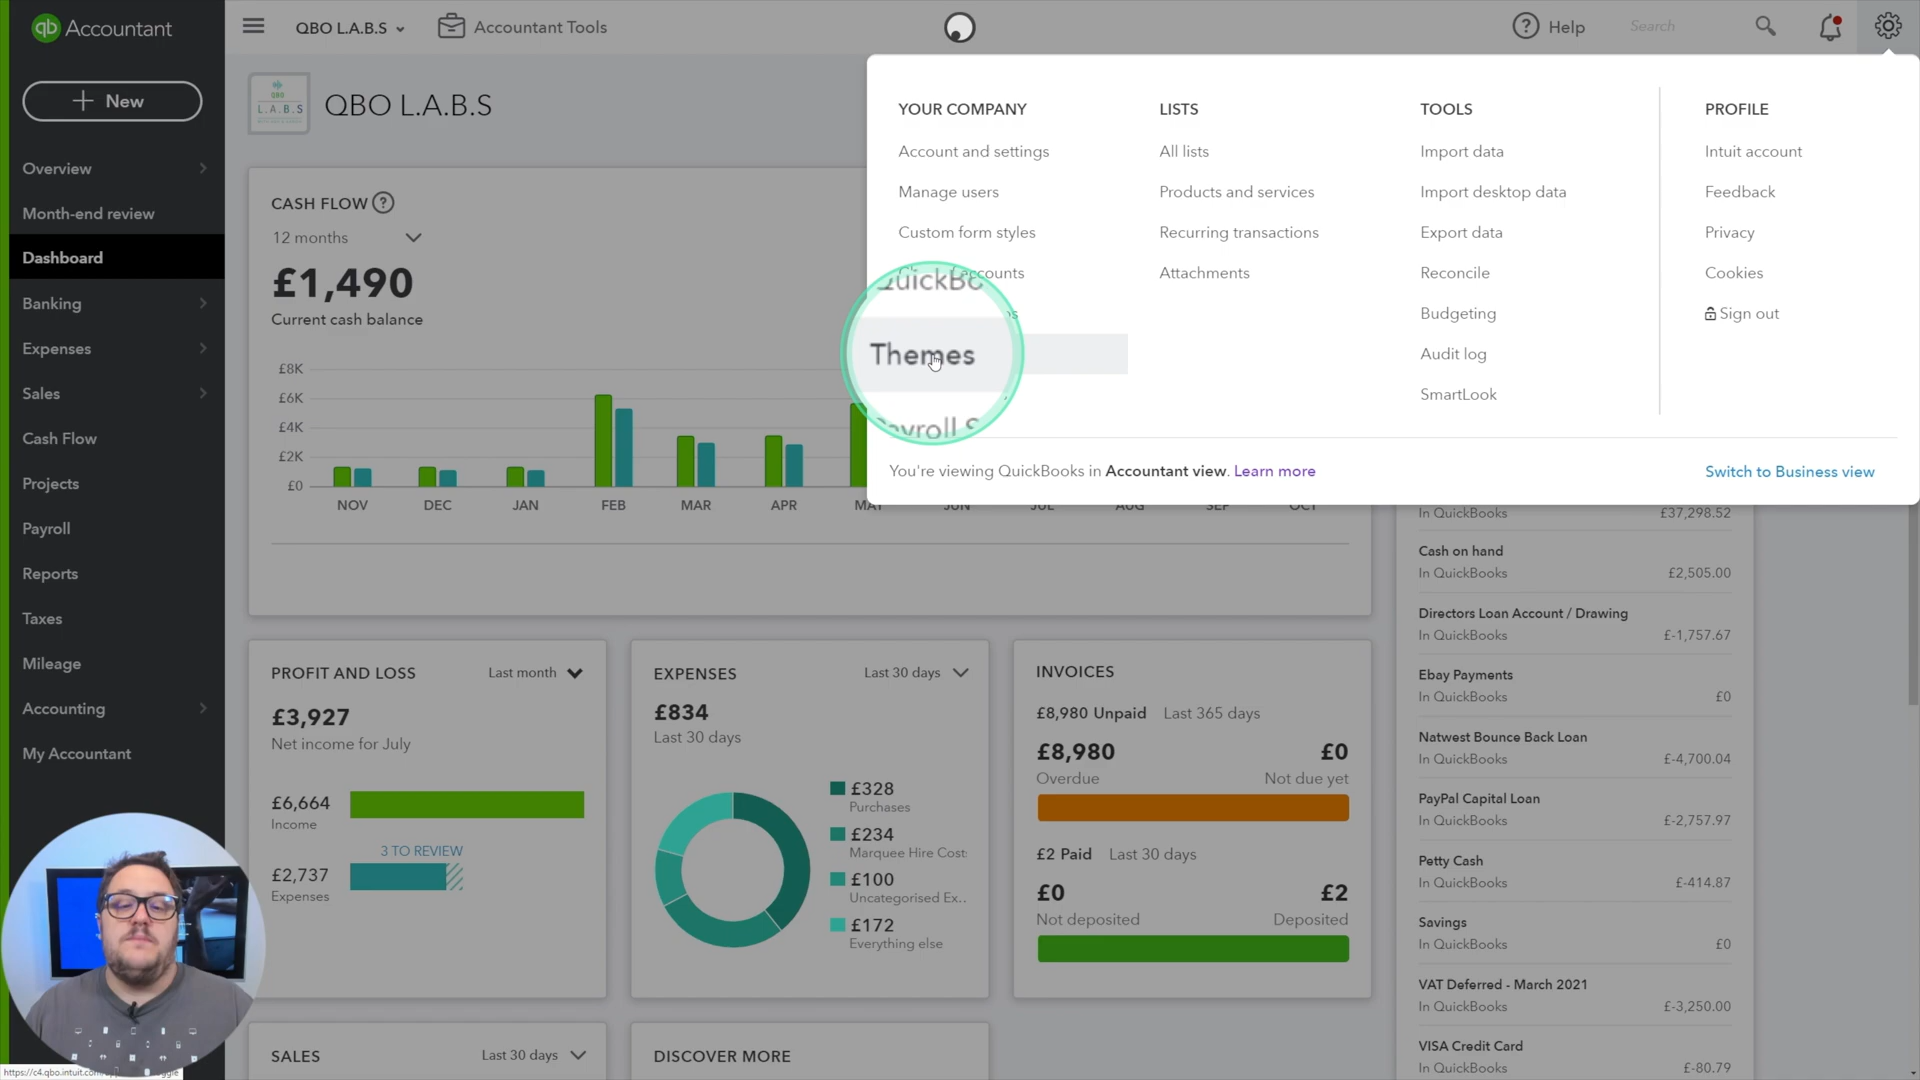 qb Accountant
QBO L.A.B.S
Accountant Tools
Help
Search
New
Overview
Month-end review
Dashboard
Banking
Expenses
Sales
Cash Flow
Projects
Payroll
Reports
Taxes
Mileage
Accounting
My Accountant
QBO
L.A.B.S
QBO L.A.B.S
CASH FLOW ?
12 months
£1,490
Current cash balance
£8K
£6K
£4K
£2K
£0
NOV DEC JAN FEB MAR APR MAY JUN JUL AUG SEP OCT
YOUR COMPANY
Account and settings
Manage users
Custom form styles
accounts
QuickBo
Themes
ayroll S
LISTS
All lists
Products and services
Recurring transactions
Attachments
TOOLS
Import data
Import desktop data
Export data
Reconcile
Budgeting
Audit log
SmartLook
PROFILE
Intuit account
Feedback
Privacy
Cookies
Sign out
You're viewing QuickBooks in Accountant view. Learn more
Switch to Business view
PROFIT AND LOSS
Last month
£3,927
Net income for July
£6,664
Income
3 TO REVIEW
£2,737
Expenses
EXPENSES
Last 30 days
£834
Last 30 days
£328
Purchases
£234
Marquee Hire Cost:
£100
Uncategorised Ex..
£172
Everything else
INVOICES
£8,980 Unpaid Last 365 days
£8,980 £0
Overdue Not due yet
£2 Paid Last 30 days
£0 £2
Not deposited Deposited
SALES
Last 30 days
DISCOVER MORE
In QuickBooks £37,298.52
Cash on hand
In QuickBooks £2,505.00
Directors Loan Account / Drawing
In QuickBooks £-1,757.67
Ebay Payments
In QuickBooks £0
Natwest Bounce Back Loan
In QuickBooks £-4,700.04
PayPal Capital Loan
In QuickBooks £-2,757.97
Petty Cash
In QuickBooks £-414.87
Savings
In QuickBooks £0
VAT Deferred - March 2021
In QuickBooks £-3,250.00
VISA Credit Card
In QuickBooks £-80.79